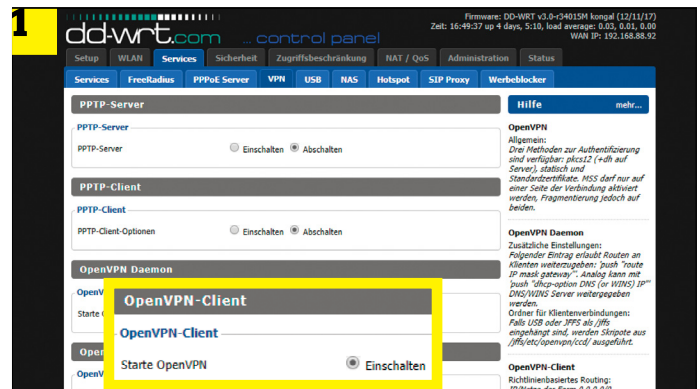 1
dd-wrt.com ... control panel
Firmware: DD-WRT v3.0-r34015M kongal (12/11/17)
Zeit: 16:49:37 up 4 days, 5:10, load average: 0.03, 0.01, 0.00
WAN IP: 192.168.88.92
Setup WLAN Services Sicherheit Zugriffsbeschränkung NAT / QoS Administration Status
Services FreeRadius PPPoE Server VPN USB NAS Hotspot SIP Proxy Werbeblocker
PPTP-Server
PPTP-Server
PPTP-Server Einschalten Abschalten
PPTP-Client
PPTP-Client
PPTP-Client-Optionen Einschalten Abschalten
OpenVPN Daemon
OpenV
Starte
OpenVPN-Client
OpenVPN-Client
Starte OpenVPN Einschalten
Open
OpenV
Hilfe mehr...
OpenVPN
Allgemein:
Drei Methoden zur Authentifizierung
sind verfügbar: pkcs12 (+dh auf
Server), statisch und
Standardzertifikate. MSS darf nur auf
einer Seite der Verbindung aktiviert
werden, Fragmentierung jedoch auf
beiden.
OpenVPN Daemon
Zusätzliche Einstellungen:
Folgender Eintrag erlaubt Routen an
Klienten weiterzugeben: 'push "route
IP mask gateway"'. Analog kann mit
'push "dhcp-option DNS (or WINS) IP"'
DNS/WINS Server weitergegeben
werden.
Ordner für Klientenverbindungen:
Falls USB oder JFFS als /jffs
eingehängt sind, werden Skripote aus
/jffs/etc/openvpn/ccd/ ausgeführt.
OpenVPN-Client
Richtlinienbasiertes Routing: